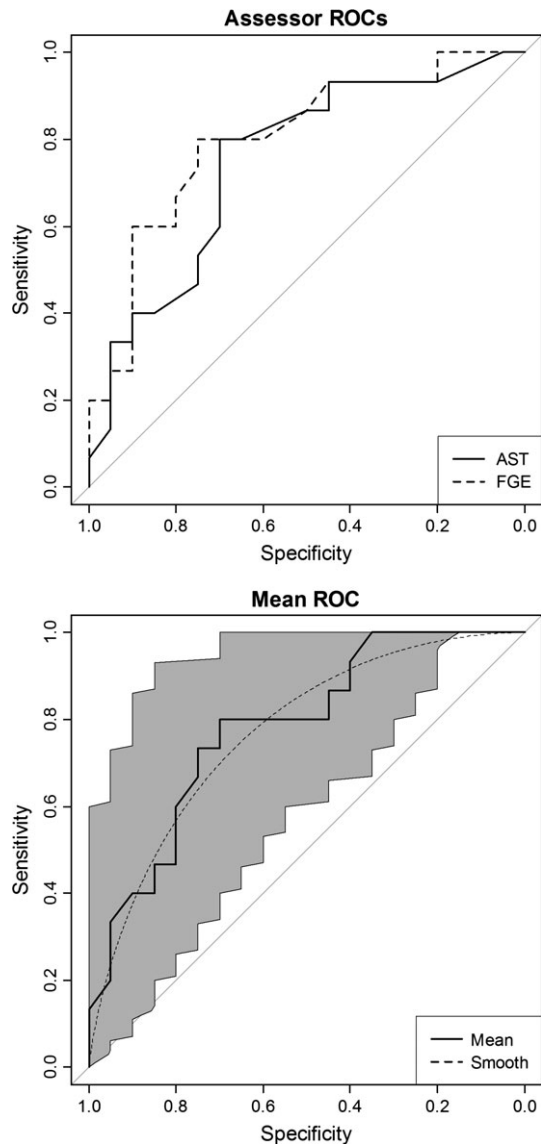 Assessor ROCs
1.0
0.8
0.6
0.4
0.2
0.0
Sensitivity
AST
FGE
1.0 0.8 0.6 0.4 0.2 0.0
Specificity
Mean ROC
1.0
0.8
0.6
0.4
0.2
0.0
Sensitivity
Mean
Smooth
1.0 0.8 0.6 0.4 0.2 0.0
Specificity